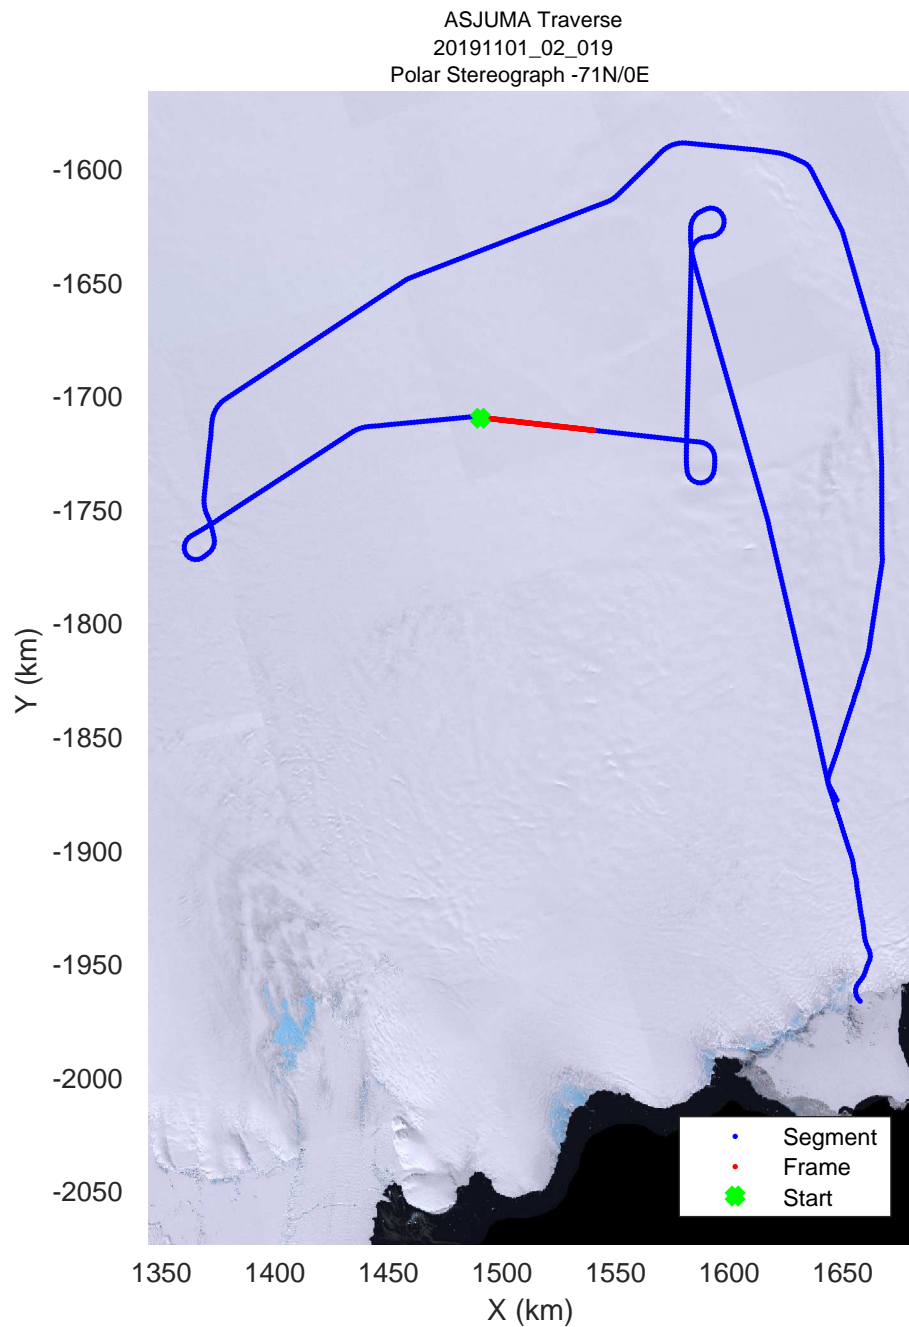 ASJUMA Traverse
20191101_02_019
Polar Stereograph -71N/0E
-1600
-1650
-1700
-1750
-1800
-1850
-1900
-1950
-2000
-2050
Y (km)
Segment
Frame
Start
1350 1400 1450 1500 1550 1600 1650
X (km)